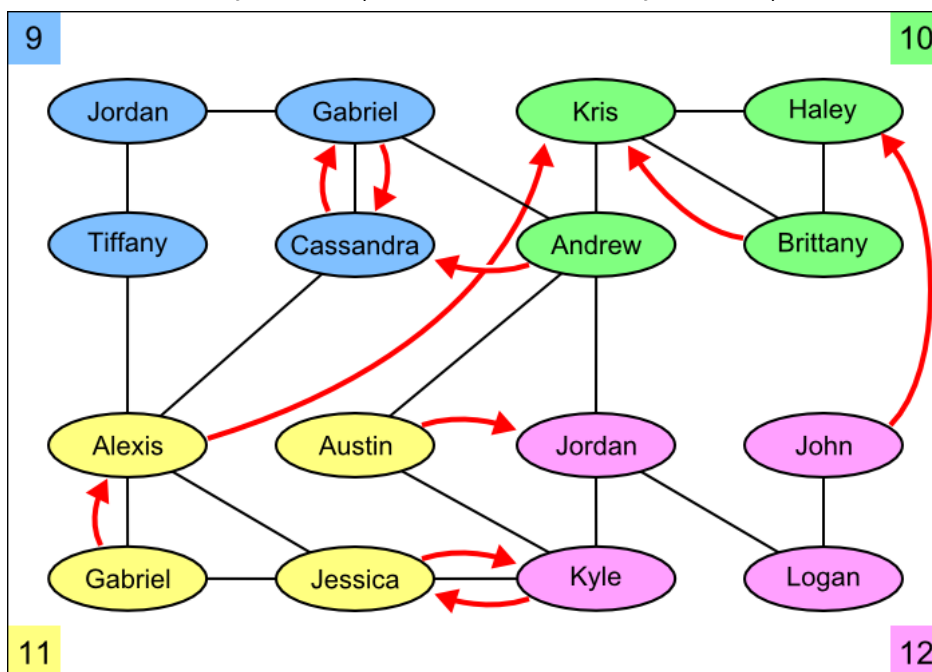 9
10
Jordan
Gabriel
Kris
Haley
Tiffany
Cassandra
Andrew
Brittany
Alexis
Austin
Jordan
John
Gabriel
Jessica
Kyle
Logan
11
12